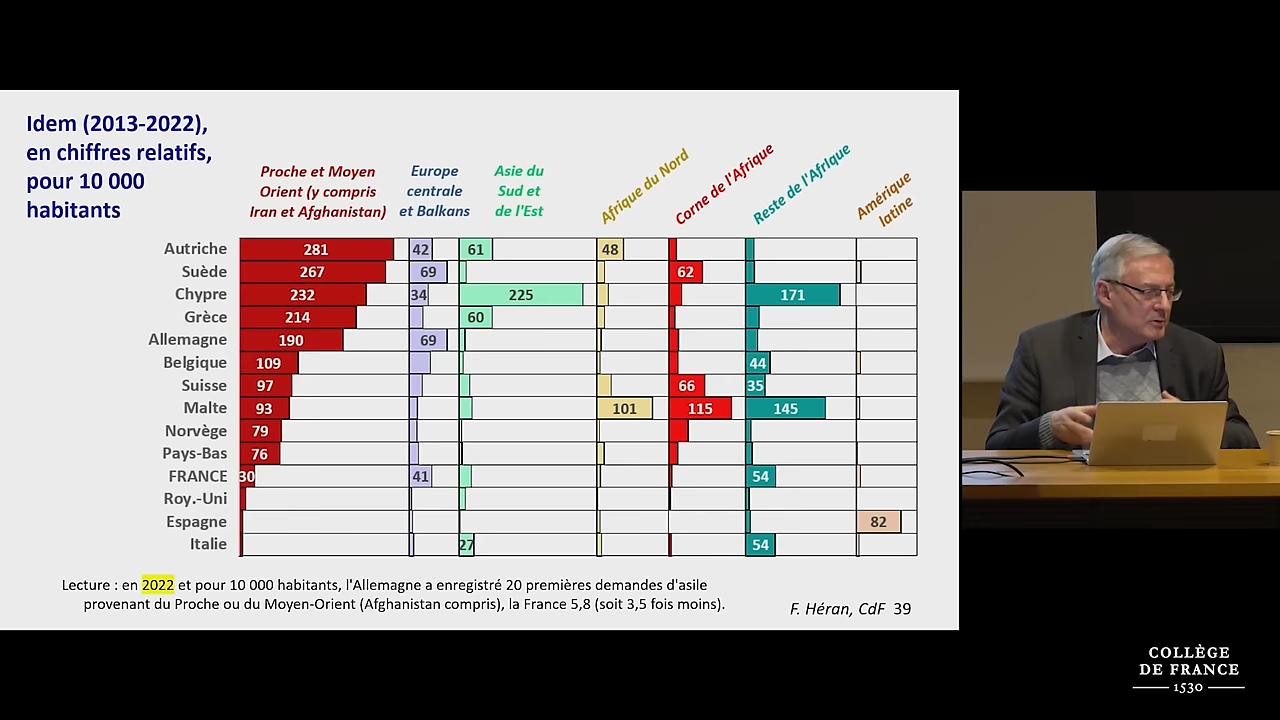 Idem (2013-2022),
en chiffres relatifs,
pour 10 000
habitants
Proche et Moyen
Orient (y compris
Iran et Afghanistan)
Europe
centrale
et Balkans
Asie du
Sud et
de l'Est
Afrique du Nord
Corne de l'Afrique
Reste de l'Afrique
Amérique
latine
Autriche 281 42 61 48
Suède 267 69 62
Chypre 232 34 225 171
Grèce 214 60
Allemagne 190 69
Belgique 109 44
Suisse 97 66 35
Malte 93 101 115 145
Norvège 79
Pays-Bas 76
FRANCE 30 41 54
Roy.-Uni
Espagne 82
Italie 27 54
Lecture : en 2022 et pour 10 000 habitants, l'Allemagne a enregistré 20 premières demandes d'asile
provenant du Proche ou du Moyen-Orient (Afghanistan compris), la France 5,8 (soit 3,5 fois moins).
F. Héran, CdF 39
COLLÈGE
DE FRANCE
1530